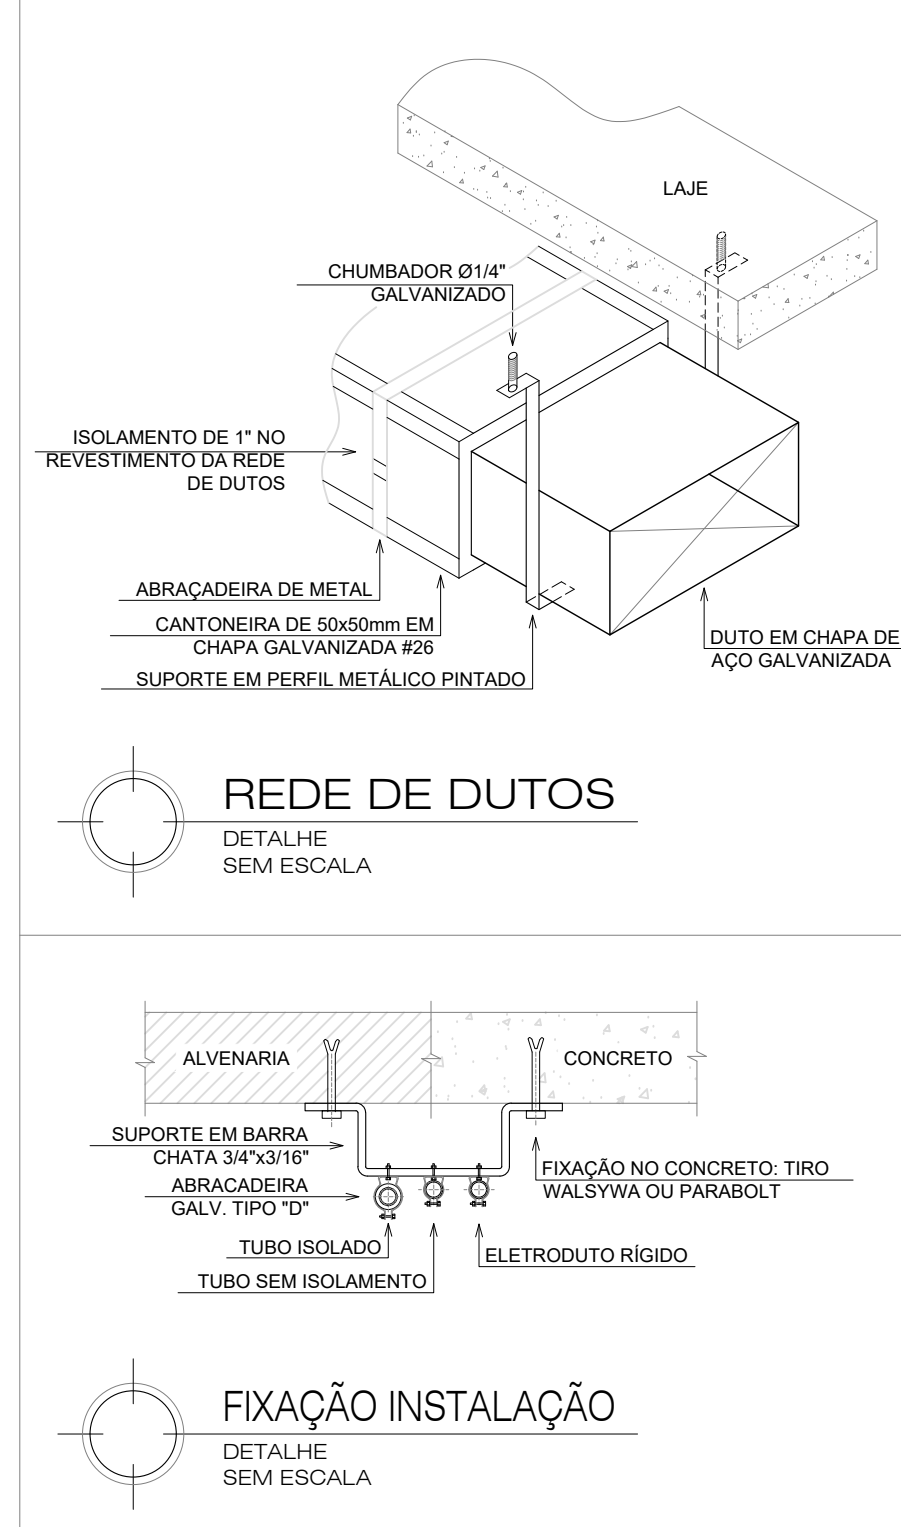 LAJE
CHUMBADOR Ø1/4"
GALVANIZADO
ISOLAMENTO DE 1" NO
REVESTIMENTO DA REDE
DE DUTOS
ABRAÇADEIRA DE METAL
CANTONEIRA DE 50x50mm EM
CHAPA GALVANIZADA #26
SUPORTE EM PERFIL METÁLICO PINTADO
DUTO EM CHAPA DE
AÇO GALVANIZADA
REDE DE DUTOS
DETALHE
SEM ESCALA
ALVENARIA
CONCRETO
SUPORTE EM BARRA
CHATA 3/4"x3/16"
ABRACADEIRA
GALV. TIPO "D"
TUBO ISOLADO
TUBO SEM ISOLAMENTO
FIXAÇÃO NO CONCRETO: TIRO
WALSYWA OU PARABOLT
ELETRODUTO RÍGIDO
FIXAÇÃO INSTALAÇÃO
DETALHE
SEM ESCALA